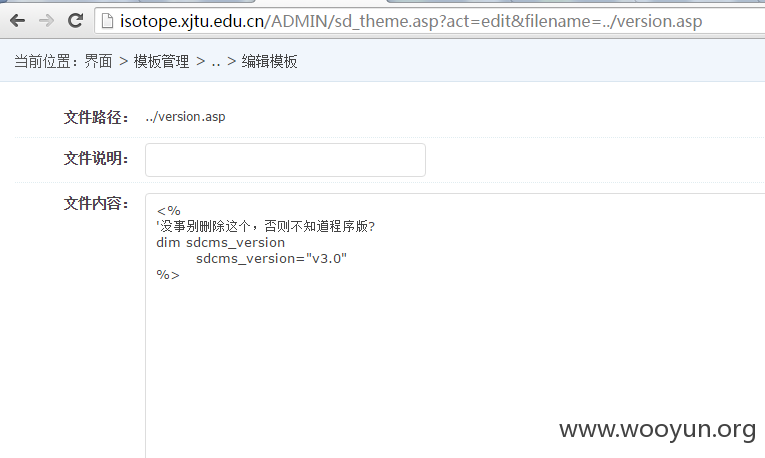 isotope.xjtu.edu.cn/ADMIN/sd_theme.asp?act=edit&filename=../version.asp
当前位置：界面 > 模板管理 > .. > 编辑模板
文件路径： ../version.asp
文件说明：
文件内容：
<%
'没事别删除这个，否则不知道程序版?
dim sdcms_version
sdcms_version="v3.0"
%>
www.wooyun.org